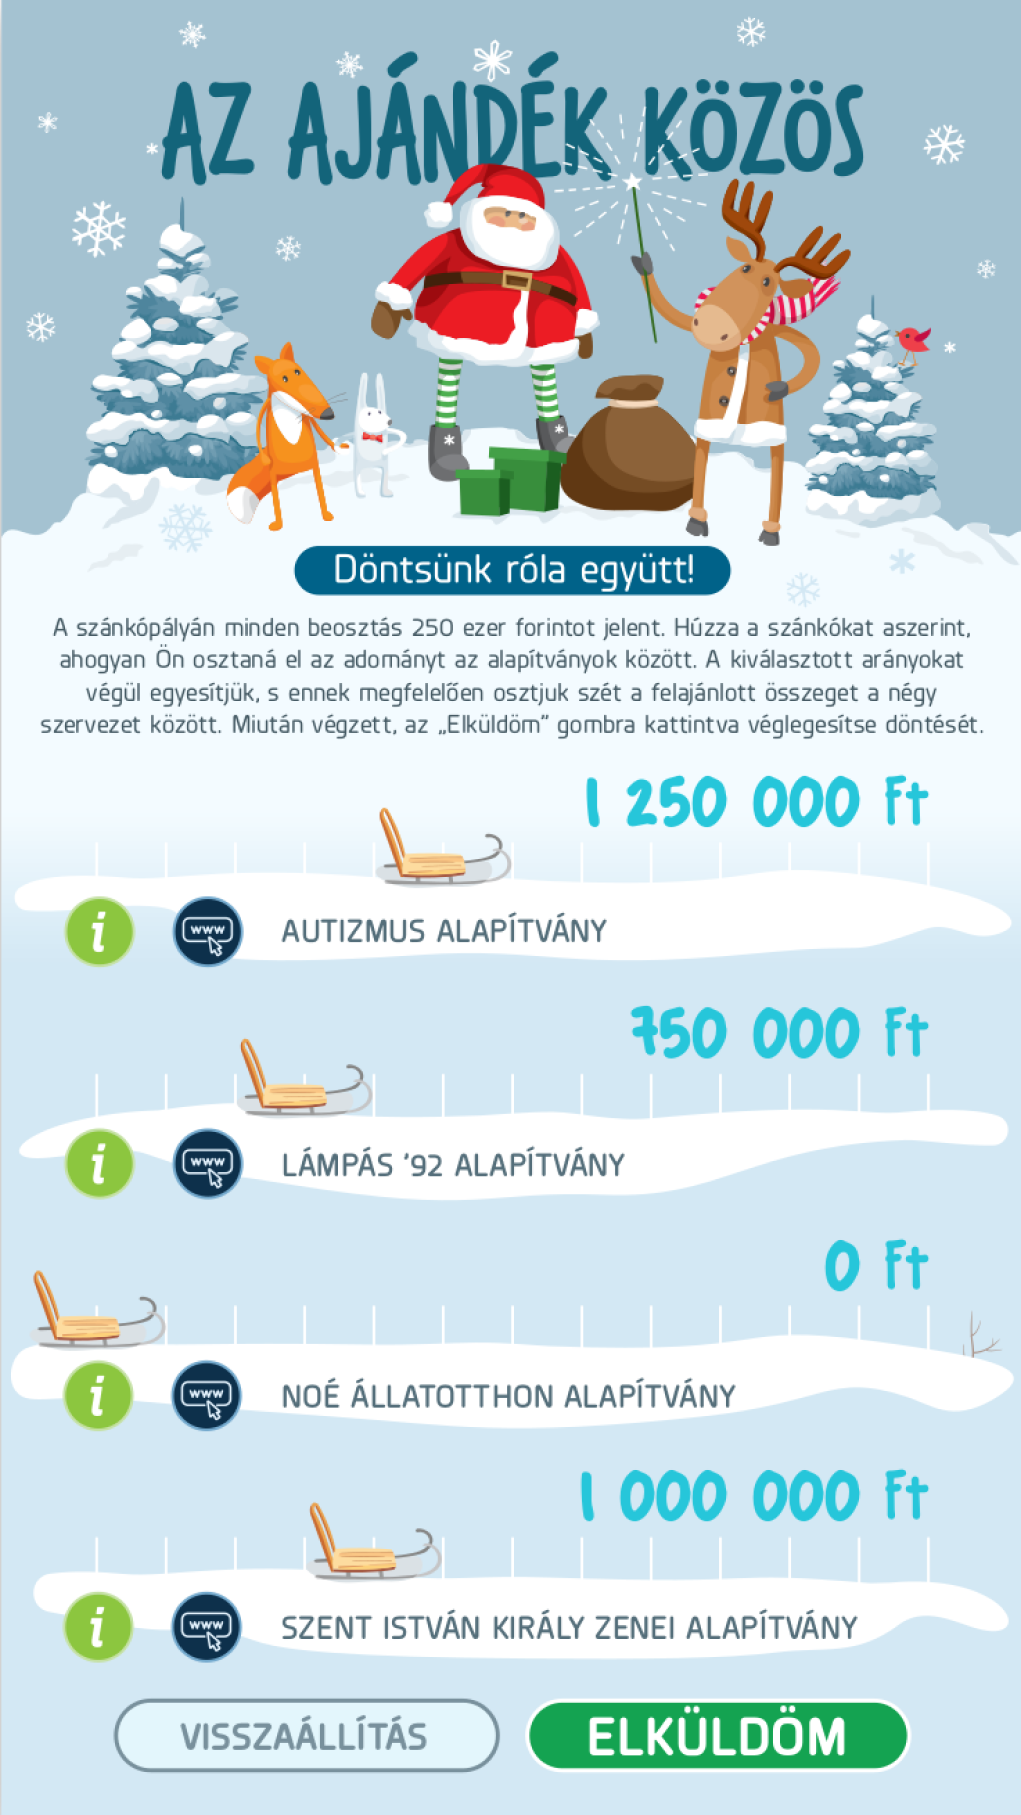 AZ AJÁNDÉK KÖZÖS
Döntsünk róla együtt!
A szánkópályán minden beosztás 250 ezer forintot jelent. Húzza a szánkókat aszerint,
ahogyan Ön osztaná el az adományt az alapítványok között. A kiválasztott arányokat
végül egyesítjük, s ennek megfelelően osztjuk szét a felajánlott összeget a négy
szervezet között. Miután végzett, az „Elküldöm” gombra kattintva véglegesítse döntését.
1 250 000 Ft
i
www
AUTIZMUS ALAPÍTVÁNY
750 000 Ft
i
www
LÁMPÁS '92 ALAPÍTVÁNY
0 Ft
i
www
NOÉ ÁLLATOTTHON ALAPÍTVÁNY
1 000 000 Ft
i
www
SZENT ISTVÁN KIRÁLY ZENEI ALAPÍTVÁNY
VISSZAÁLLÍTÁS
ELKÜLDÖM